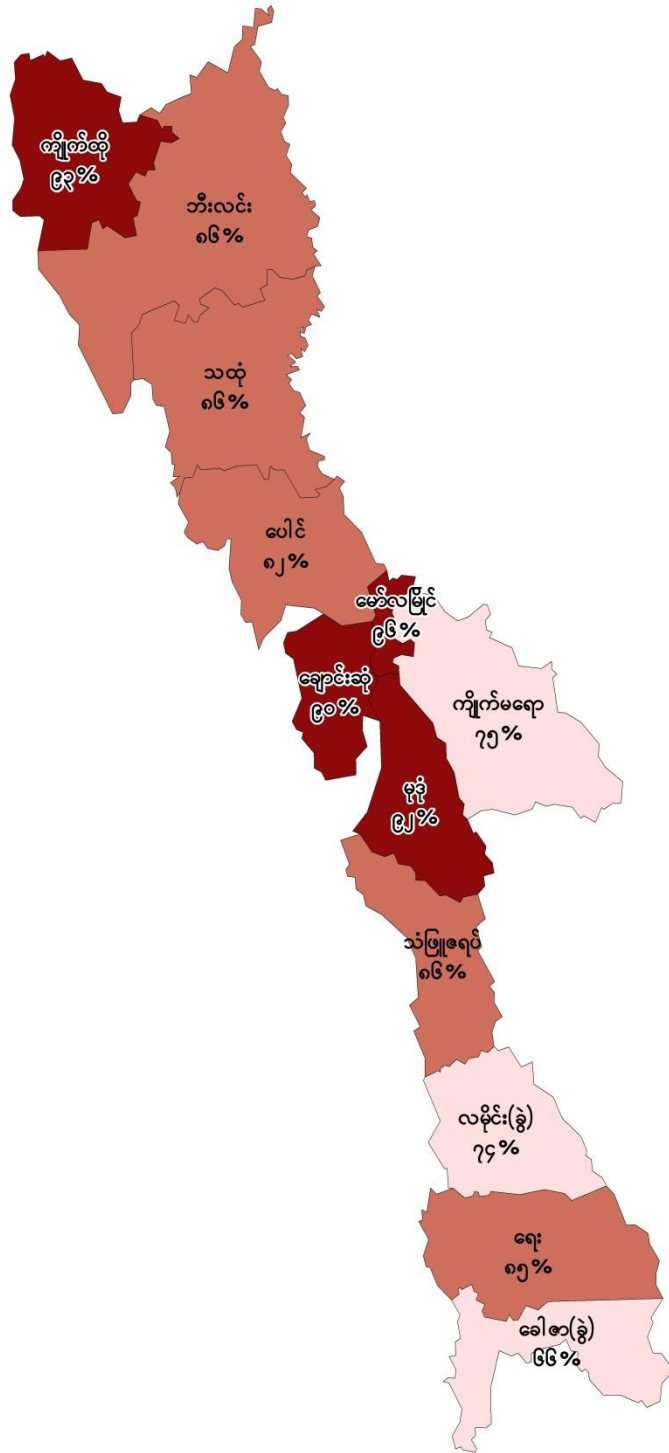 ကျိုက်ထို
၉၃%
ဘီးလင်း
၈၆%
သထုံ
၈၆%
ပေါင်
၈၂%
မော်လမြိုင်
၉၆%
ချောင်းဆုံ
၉၀%
ကျိုက်မရော
၇၅%
မုဒုံ
၉၂%
သံဖြူဇရပ်
၈၆%
လမိုင်း(ခွဲ)
၇၄%
ရေး
၈၅%
ခေါဇာ(ခွဲ)
၆၆%